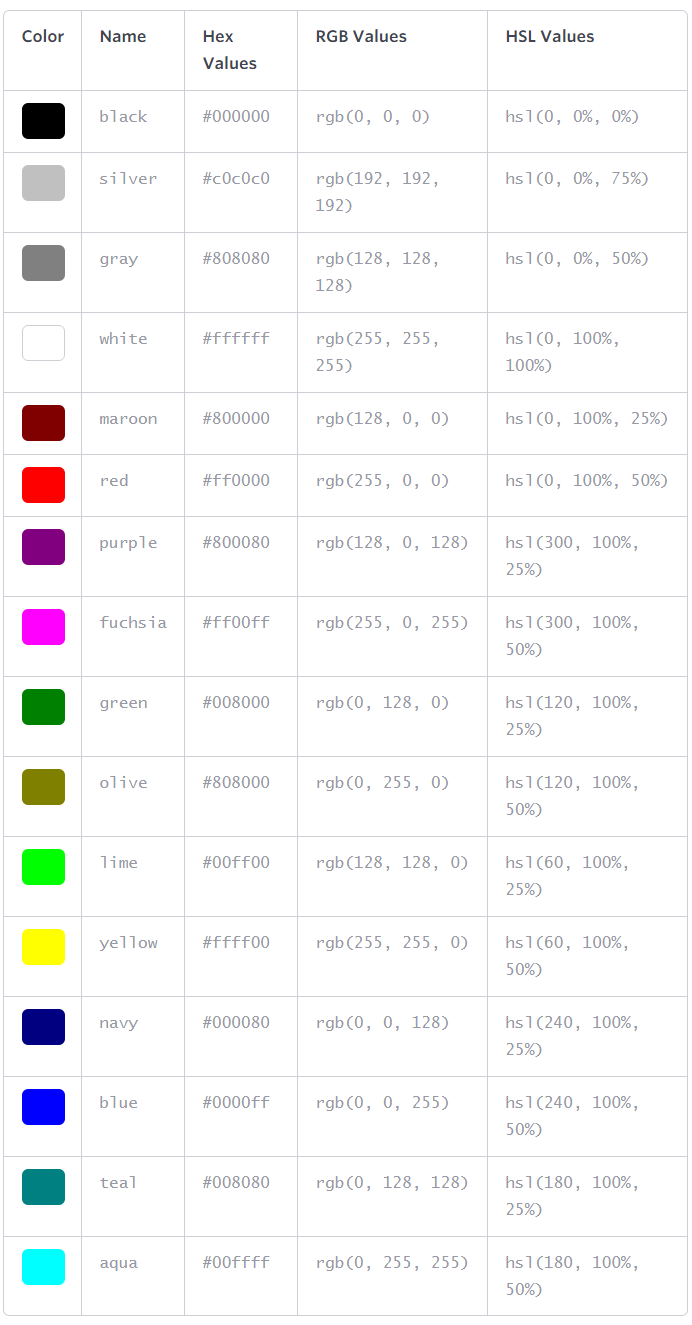 Color Name Hex Values RGB Values HSL Values
black #000000 rgb(0, 0, 0) hsl(0, 0%, 0%)
silver #c0c0c0 rgb(192, 192, 192) hsl(0, 0%, 75%)
gray #808080 rgb(128, 128, 128) hsl(0, 0%, 50%)
white #ffffff rgb(255, 255, 255) hsl(0, 100%, 100%)
maroon #800000 rgb(128, 0, 0) hsl(0, 100%, 25%)
red #ff0000 rgb(255, 0, 0) hsl(0, 100%, 50%)
purple #800080 rgb(128, 0, 128) hsl(300, 100%, 25%)
fuchsia #ff00ff rgb(255, 0, 255) hsl(300, 100%, 50%)
green #008000 rgb(0, 128, 0) hsl(120, 100%, 25%)
olive #808000 rgb(0, 255, 0) hsl(120, 100%, 50%)
lime #00ff00 rgb(128, 128, 0) hsl(60, 100%, 25%)
yellow #ffff00 rgb(255, 255, 0) hsl(60, 100%, 50%)
navy #000080 rgb(0, 0, 128) hsl(240, 100%, 25%)
blue #0000ff rgb(0, 0, 255) hsl(240, 100%, 50%)
teal #008080 rgb(0, 128, 128) hsl(180, 100%, 25%)
aqua #00ffff rgb(0, 255, 255) hsl(180, 100%, 50%)